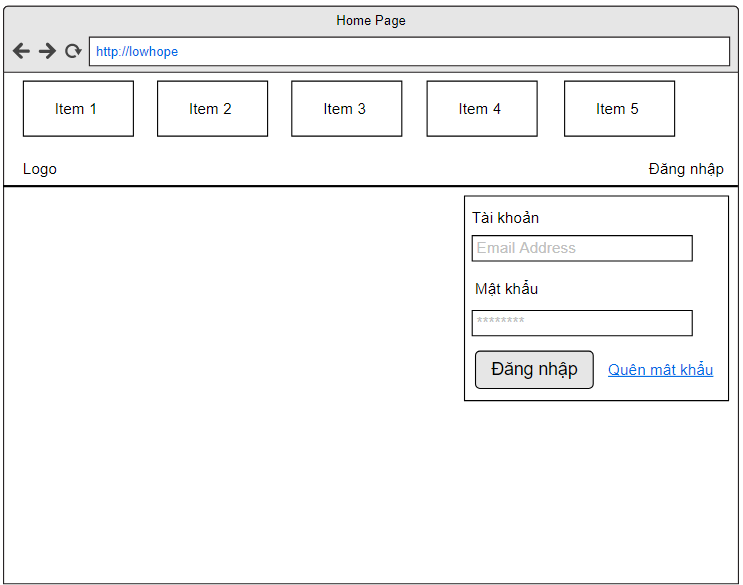 Home Page
http://lowhope
Item 1 Item 2 Item 3 Item 4 Item 5
Logo Đăng nhập
Tài khoản
Email Address
Mật khẩu
********
Đăng nhập Quên mât khẩu